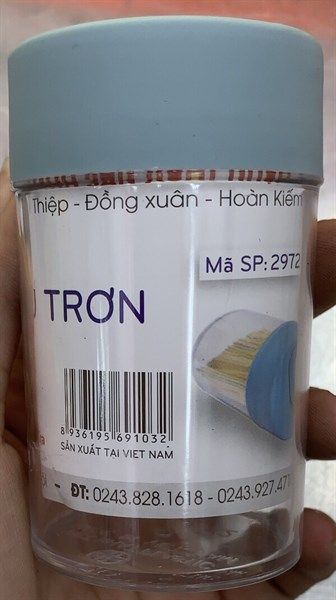 Thiệp - Đồng xuân - Hoàn Kiếm
Mã SP: 2972
TRƠN
8 936195 691032
SẢN XUẤT TẠI VIET NAM
- ĐT: 0243.828.1618 - 0243.927.471